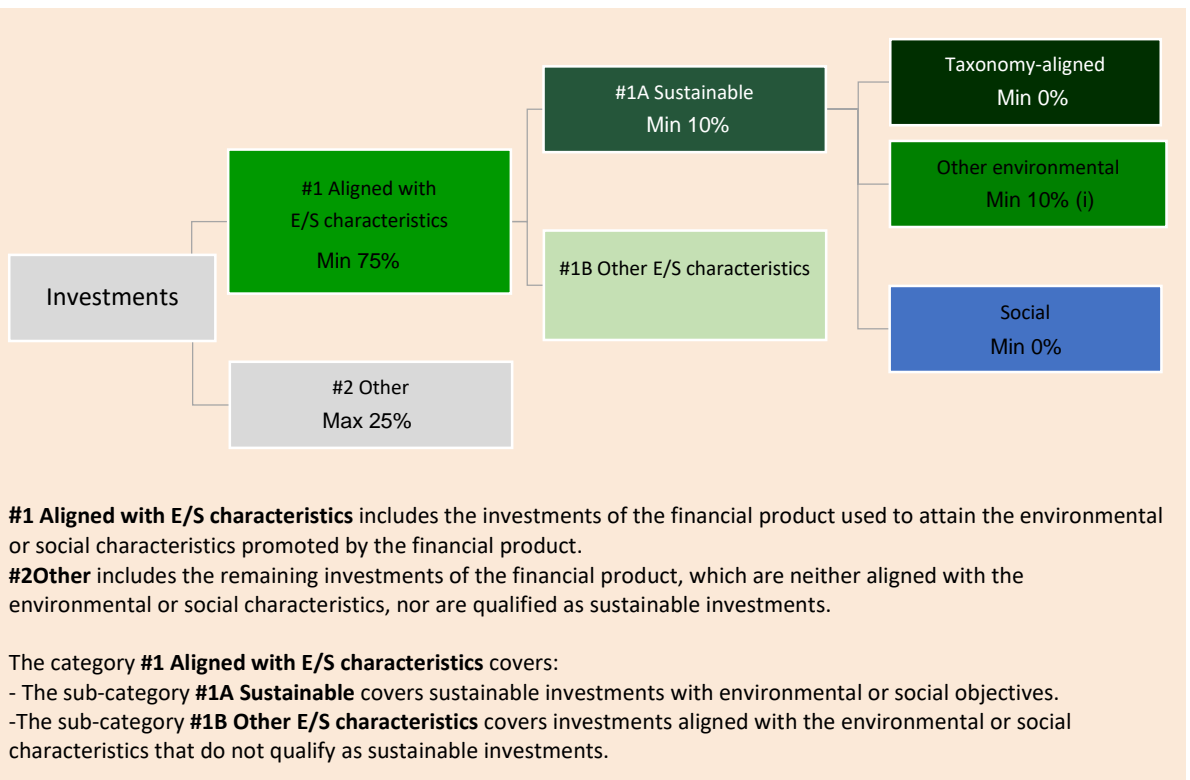 Investments
#1 Aligned with
E/S characteristics
Min 75%
#2 Other
Max 25%
#1A Sustainable
Min 10%
#1B Other E/S characteristics
Taxonomy-aligned
Min 0%
Other environmental
Min 10% (i)
Social
Min 0%
#1 Aligned with E/S characteristics includes the investments of the financial product used to attain the environmental
or social characteristics promoted by the financial product.
#2Other includes the remaining investments of the financial product, which are neither aligned with the
environmental or social characteristics, nor are qualified as sustainable investments.
The category #1 Aligned with E/S characteristics covers:
- The sub-category #1A Sustainable covers sustainable investments with environmental or social objectives.
-The sub-category #1B Other E/S characteristics covers investments aligned with the environmental or social
characteristics that do not qualify as sustainable investments.